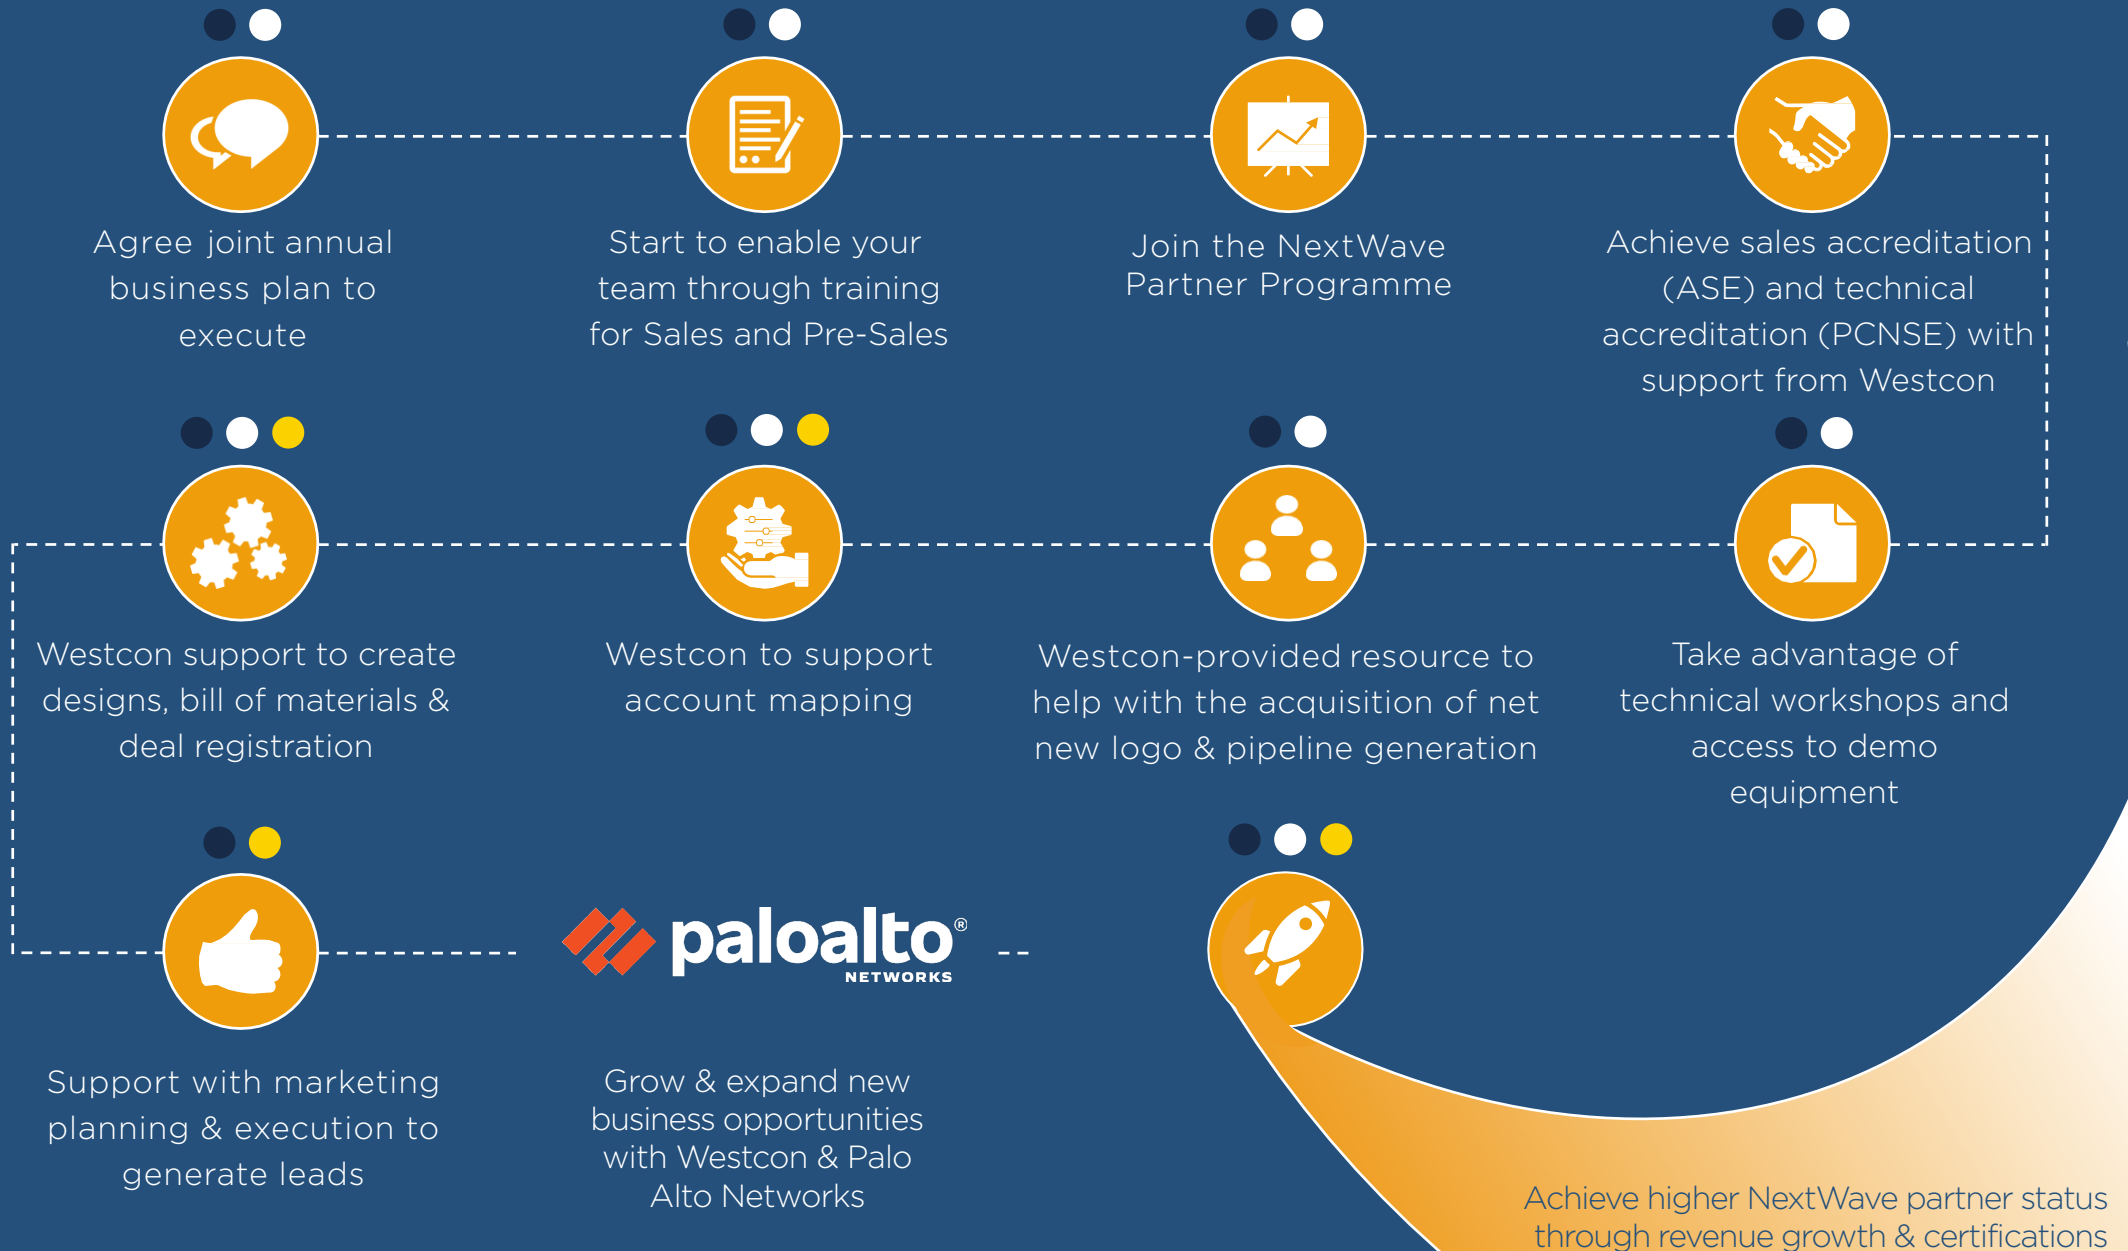 Agree joint annual
business plan to
execute
Start to enable your
team through training
for Sales and Pre-Sales
Join the NextWave
Partner Programme
Achieve sales accreditation
(ASE) and technical
accreditation (PCNSE) with
support from Westcon
Westcon support to create
designs, bill of materials &
deal registration
Westcon to support
account mapping
Westcon-provided resource to
help with the acquisition of net
new logo & pipeline generation
Take advantage of
technical workshops and
access to demo
equipment
Support with marketing
planning & execution to
generate leads
paloalto®
NETWORKS
Grow & expand new
business opportunities
with Westcon & Palo
Alto Networks
Achieve higher NextWave partner status
through revenue growth & certifications